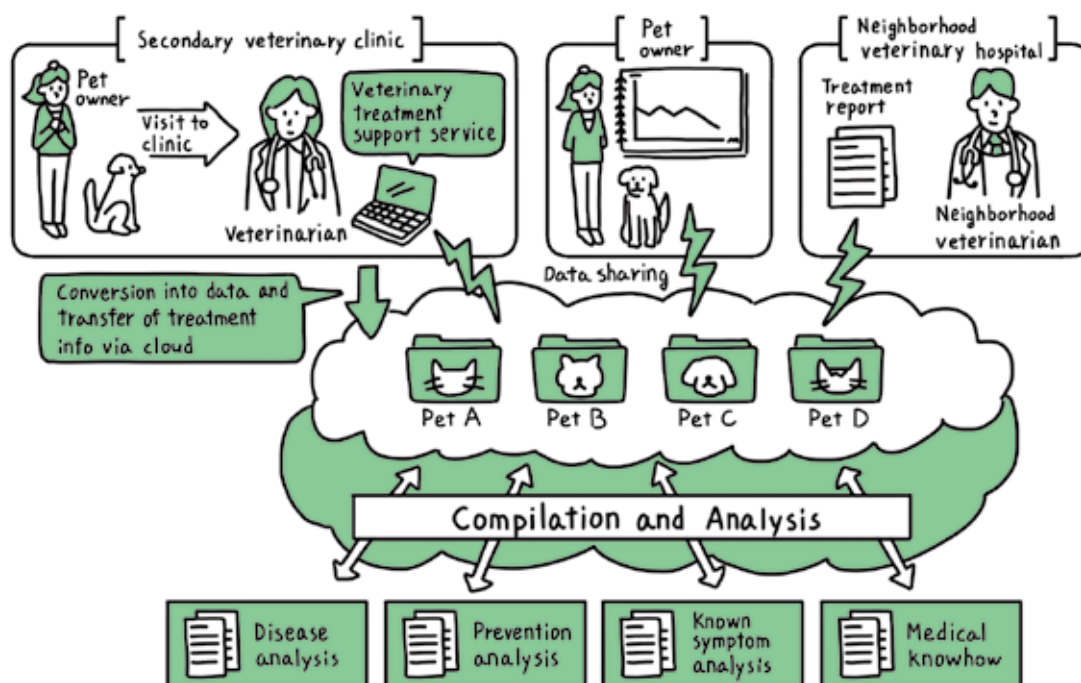 Secondary veterinary clinic
Pet
owner
Visit to
clinic
Veterinarian
Veterinary
treatment
support service
Pet
owner
Neighborhood
veterinary hospital
Treatment
report
Neighborhood
veterinarian
Data sharing
Conversion into data and
transfer of treatment
info via cloud
Pet A
Pet B
Pet C
Pet D
Compilation and Analysis
Disease
analysis
Prevention
analysis
Known
symptom
analysis
Medical
knowhow